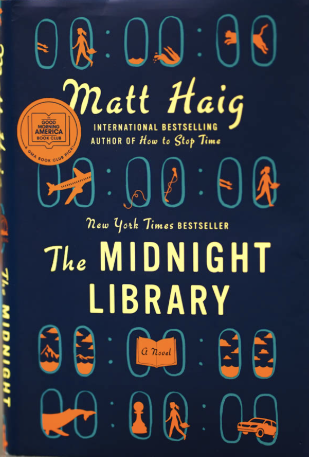 Matt Haig
GOOD
MORNING
AMERICA
BOOK CLUB
INTERNATIONAL BESTSELLING
AUTHOR OF How to Stop Time
New York Times BESTSELLER
The MIDNIGHT
LIBRARY
A Novel
The MIDNIGHT